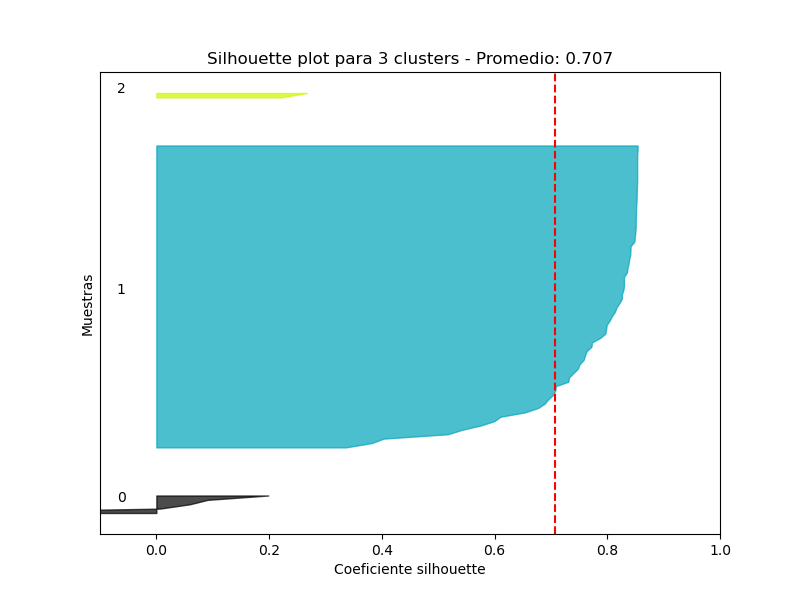 Silhouette plot para 3 clusters - Promedio: 0.707
2
1
0
Muestras
0.0 0.2 0.4 0.6 0.8 1.0
Coeficiente silhouette